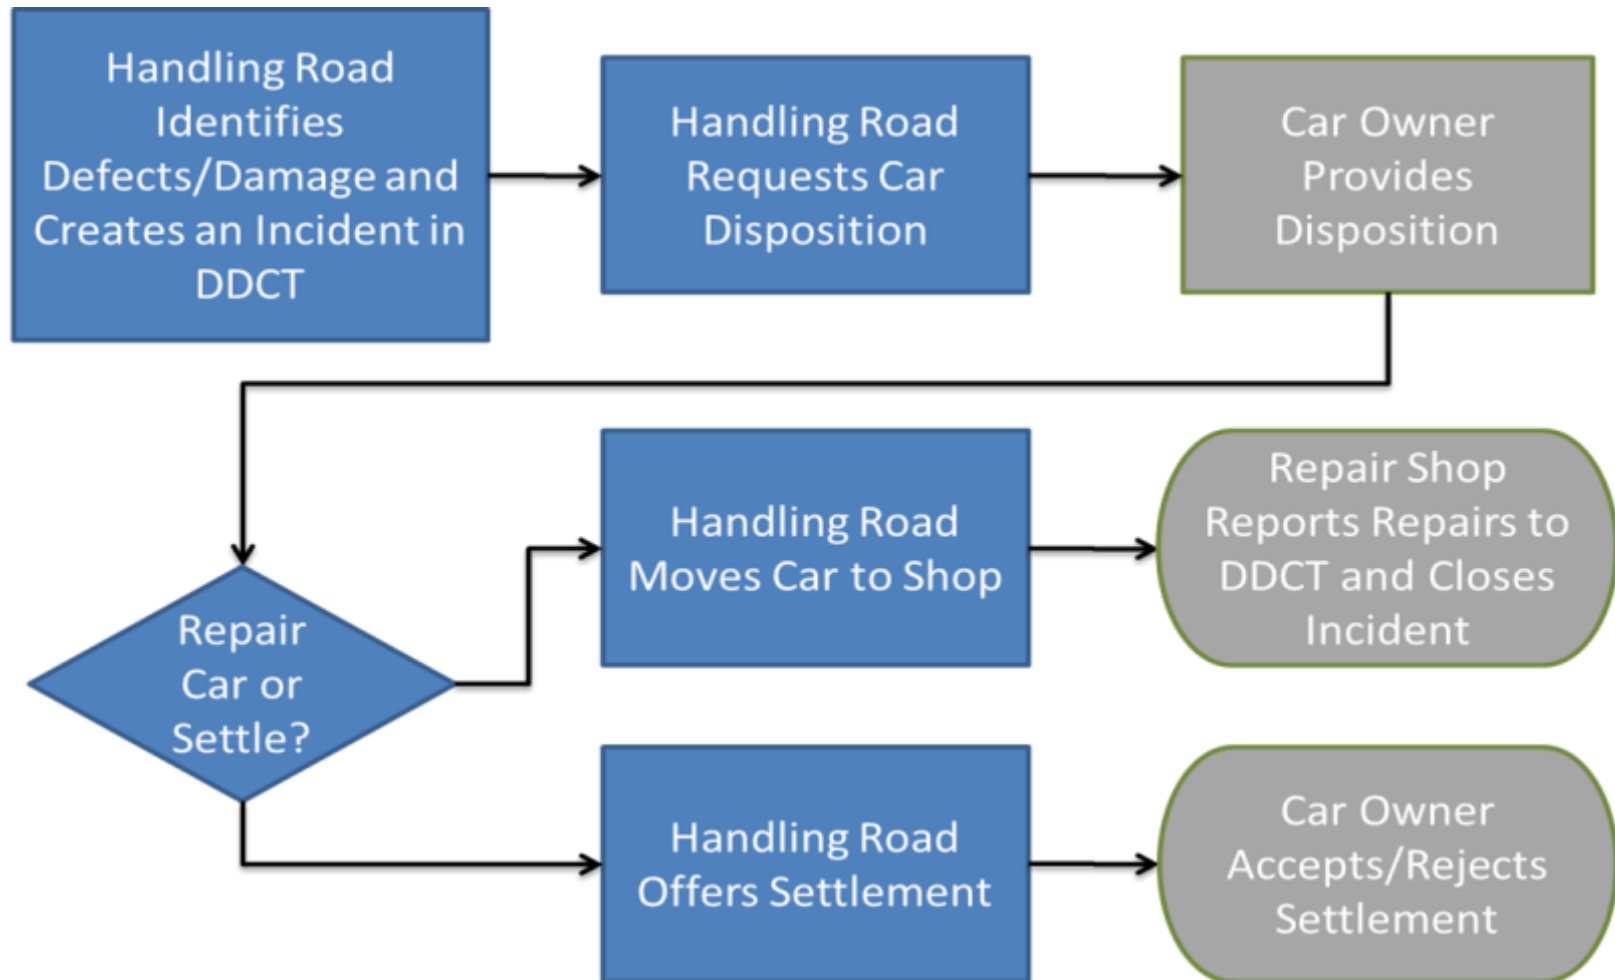 Handling Road
Identifies
Defects/Damage and
Creates an Incident in
DDCT
Handling Road
Requests Car
Disposition
Car Owner
Provides
Disposition
Repair
Car or
Settle?
Handling Road
Moves Car to Shop
Repair Shop
Reports Repairs to
DDCT and Closes
Incident
Handling Road
Offers Settlement
Car Owner
Accepts/Rejects
Settlement